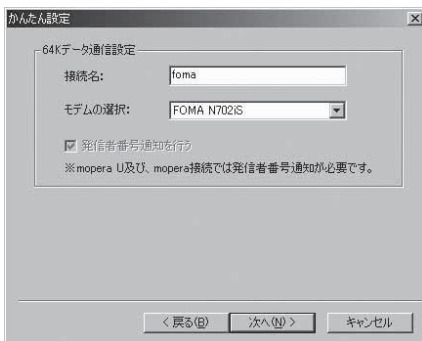 かんたん設定
64Kデータ通信設定
接続名: foma
モデムの選択: FOMA N702iS
発信者番号通知を行う
※mopera U及び、mopera接続では発信者番号通知が必要です。
< 戻る(B) 次へ(N) > キャンセル